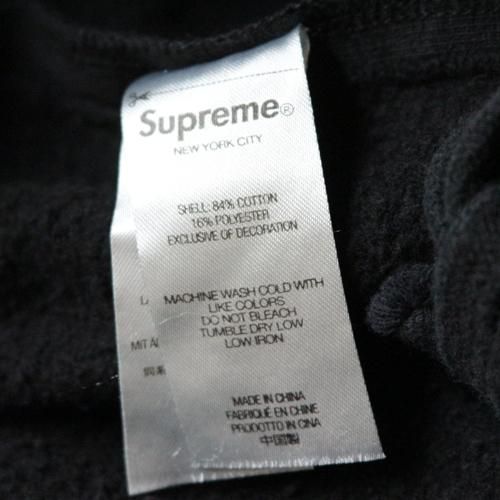 Supreme®
NEW YORK CITY
SHELL: 84% COTTON
16% POLYESTER
EXCLUSIVE OF DECORATION
MACHINE WASH COLD WITH
LIKE COLORS
DO NOT BLEACH
TUMBLE DRY LOW
LOW IRON
MIT
MADE IN CHINA
FABRIQUÉ EN CHINE
PRODOTTO IN CINA
中国製